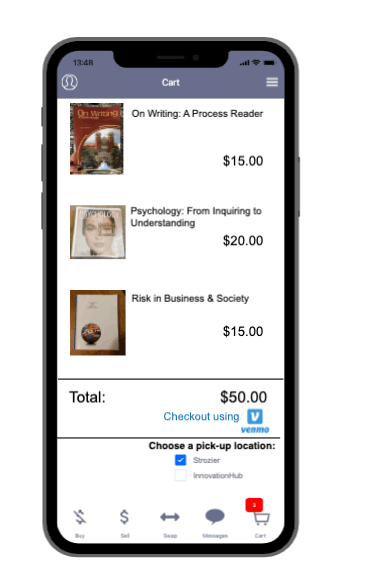 13:48
Cart
On Writing
On Writing: A Process Reader
$15.00
PSYCHOLOGY
Psychology: From Inquiring to
Understanding
$20.00
Risk in Business & Society
$15.00
Total:
$50.00
Checkout using
V
venmo
Choose a pick-up location:
Strozier
InnovationHub
3
Buy
Sell
Swap
Messages
Cart